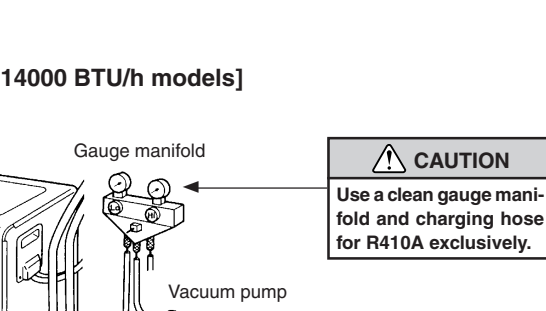 14000 BTU/h models]
Gauge manifold
CAUTION
Use a clean gauge mani-
fold and charging hose
for R410A exclusively.
Lo
HI
Vacuum pump